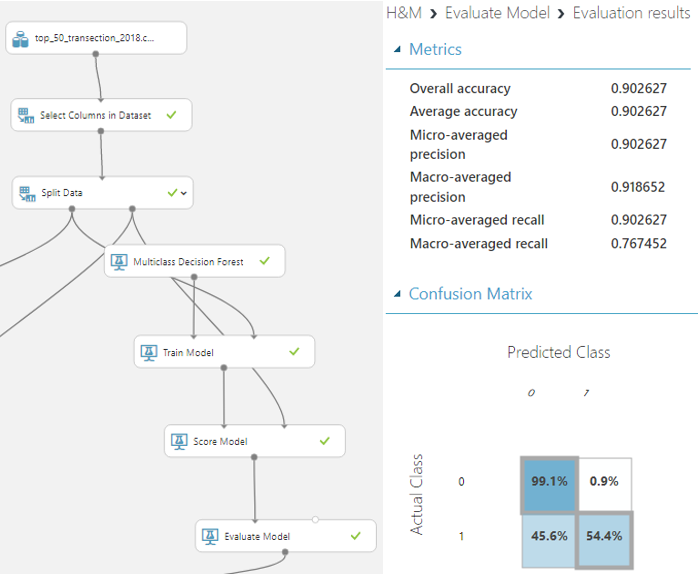 top_50_transection_2018.c...
Select Columns in Dataset
Split Data
Multiclass Decision Forest
Train Model
Score Model
Evaluate Model
H&M > Evaluate Model > Evaluation results
Metrics
Overall accuracy 0.902627
Average accuracy 0.902627
Micro-averaged
precision 0.902627
Macro-averaged
precision 0.918652
Micro-averaged recall 0.902627
Macro-averaged recall 0.767452
Confusion Matrix
Predicted Class
0 1
Actual Class
0 99.1% 0.9%
1 45.6% 54.4%